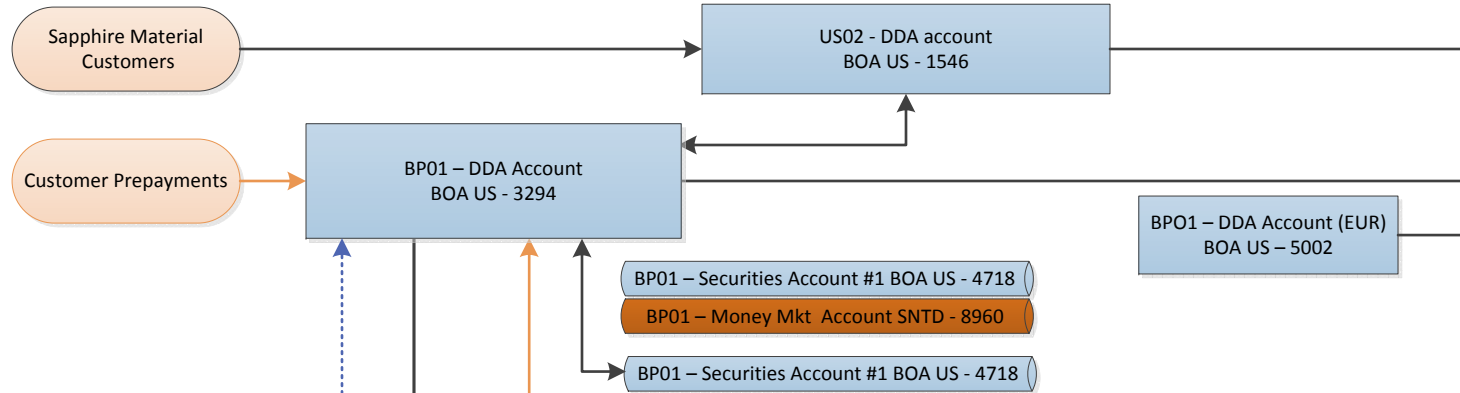 Sapphire Material
Customers
US02 - DDA account
BOA US - 1546
Customer Prepayments
BP01 – DDA Account
BOA US - 3294
BPO1 – DDA Account (EUR)
BOA US – 5002
BP01 – Securities Account #1 BOA US - 4718
BP01 – Money Mkt  Account SNTD - 8960
BP01 – Securities Account #1 BOA US - 4718